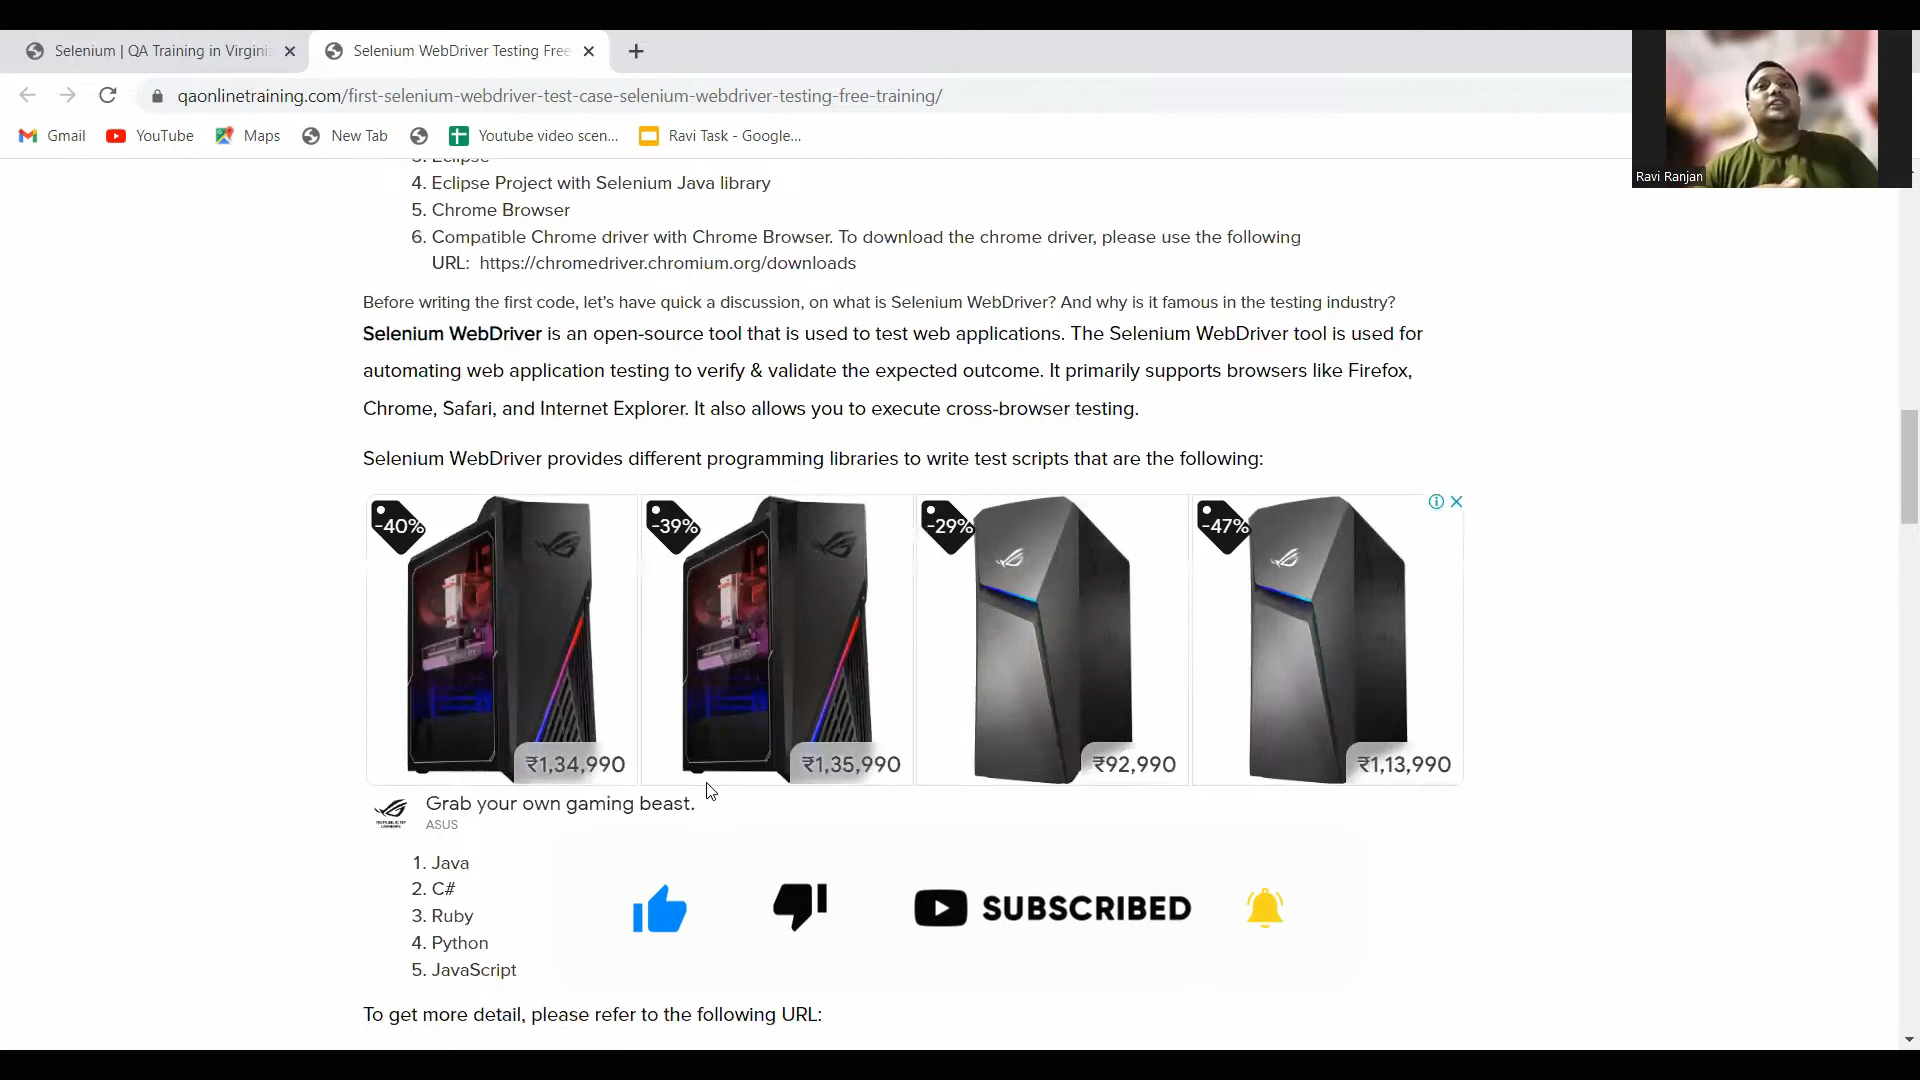 Selenium | QA Training in Virgini
Selenium WebDriver Testing Free
qaonlinetraining.com/first-selenium-webdriver-test-case-selenium-webdriver-testing-free-training/
Gmail
YouTube
Maps
New Tab
Youtube video scen...
Ravi Task - Google...
Ravi Ranjan
3. Eclipse
4. Eclipse Project with Selenium Java library
5. Chrome Browser
6. Compatible Chrome driver with Chrome Browser. To download the chrome driver, please use the following
URL: https://chromedriver.chromium.org/downloads
Before writing the first code, let’s have quick a discussion, on what is Selenium WebDriver? And why is it famous in the testing industry?
Selenium WebDriver is an open-source tool that is used to test web applications. The Selenium WebDriver tool is used for
automating web application testing to verify & validate the expected outcome. It primarily supports browsers like Firefox,
Chrome, Safari, and Internet Explorer. It also allows you to execute cross-browser testing.
Selenium WebDriver provides different programming libraries to write test scripts that are the following:
-40%
-39%
-29%
-47%
₹1,34,990
₹1,35,990
₹92,990
₹1,13,990
Grab your own gaming beast.
ASUS
1. Java
2. C#
3. Ruby
4. Python
5. JavaScript
SUBSCRIBED
To get more detail, please refer to the following URL: